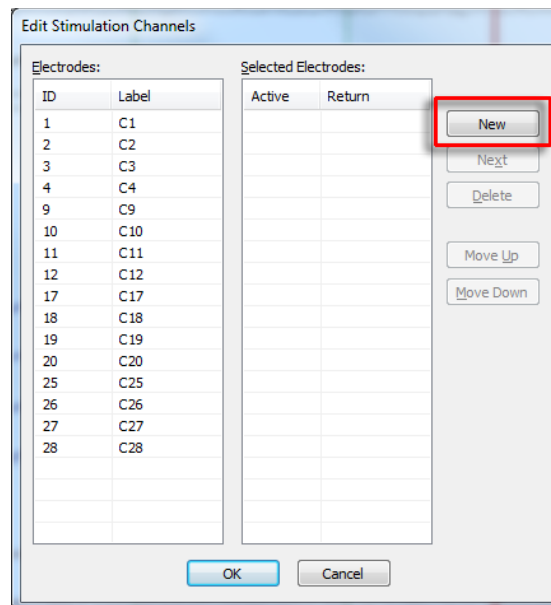 Edit Stimulation Channels
Electrodes:
Selected Electrodes:
ID Label
Active Return
1 C1
2 C2
3 C3
4 C4
9 C9
10 C10
11 C11
12 C12
17 C17
18 C18
19 C19
20 C20
25 C25
26 C26
27 C27
28 C28
New
Next
Delete
Move Up
Move Down
OK Cancel